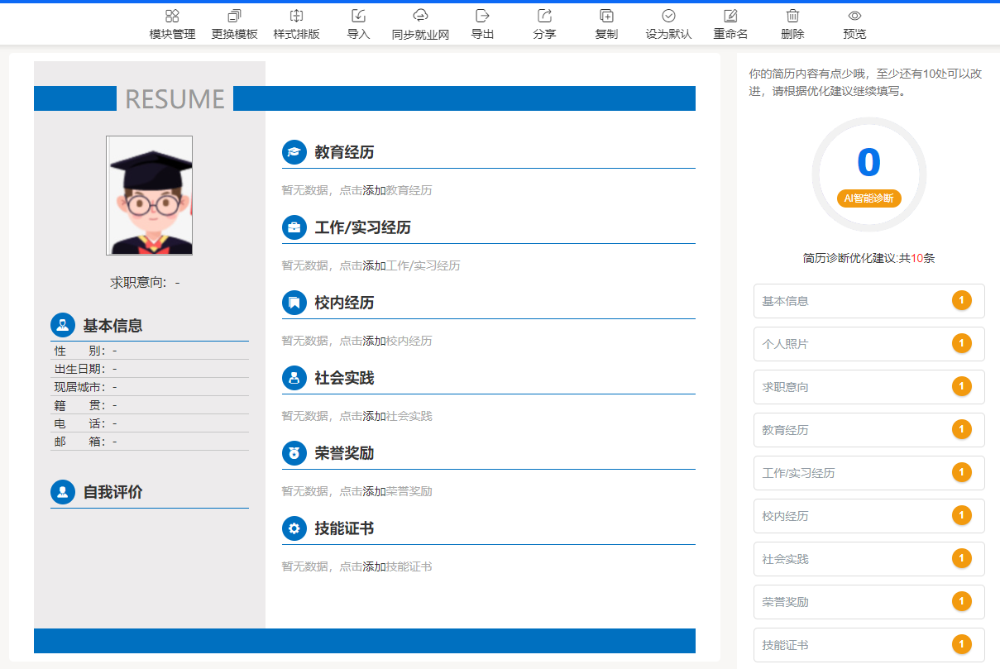 模块管理 更换模板 样式排版 导入 同步就业网 导出 分享 复制 设为默认 重命名 删除 预览
RESUME
求职意向： -
基本信息
性 别： -
出生日期： -
现居城市： -
籍 贯： -
电 话： -
邮 箱： -
自我评价
教育经历
暂无数据，点击添加教育经历
工作/实习经历
暂无数据，点击添加工作/实习经历
校内经历
暂无数据，点击添加校内经历
社会实践
暂无数据，点击添加社会实践
荣誉奖励
暂无数据，点击添加荣誉奖励
技能证书
暂无数据，点击添加技能证书
你的简历内容有点少哦，至少还有10处可以改
进，请根据优化建议继续填写。
0
AI智能诊断
简历诊断优化建议:共10条
基本信息 1
个人照片 1
求职意向 1
教育经历 1
工作/实习经历 1
校内经历 1
社会实践 1
荣誉奖励 1
技能证书 1